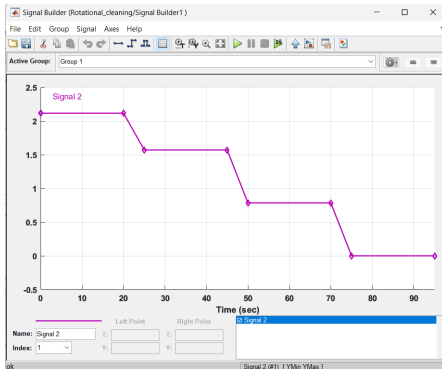 Signal Builder (Rotational_cleaning/Signal Builder1 )
File Edit Group Signal Axes Help
Active Group: Group 1
Signal 2
2.5
2
1.5
1
0.5
0
-0.5
0 10 20 30 40 50 60 70 80 90
Time (sec)
Left Point Right Point
Signal 2
Name: Signal 2 T: T:
Index: 1 Y: Y:
ok Signal 2 (#1) [ YMin YMax ]